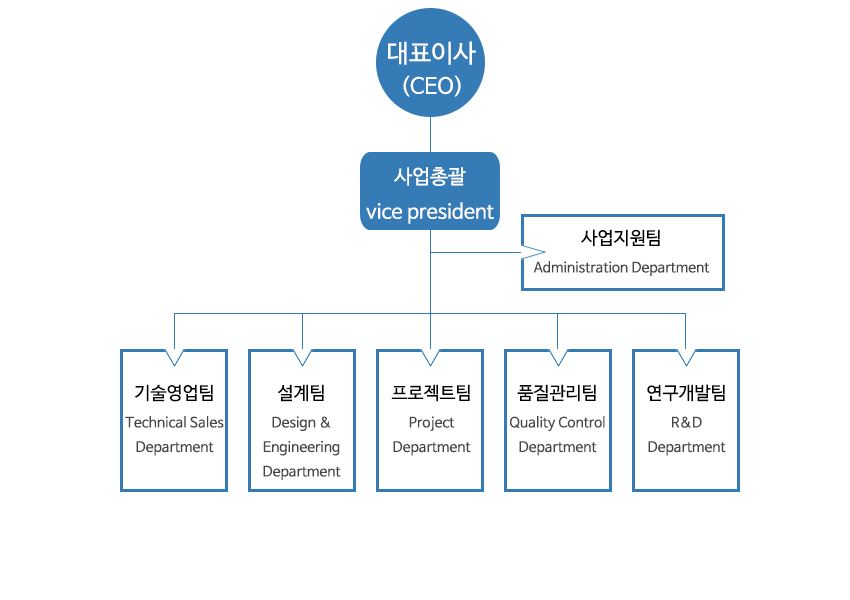 대표이사
(CEO)
사업총괄
vice president
사업지원팀
Administration Department
기술영업팀
Technical Sales
Department
설계팀
Design &
Engineering
Department
프로젝트팀
Project
Department
품질관리팀
Quality Control
Department
연구개발팀
R&D
Department